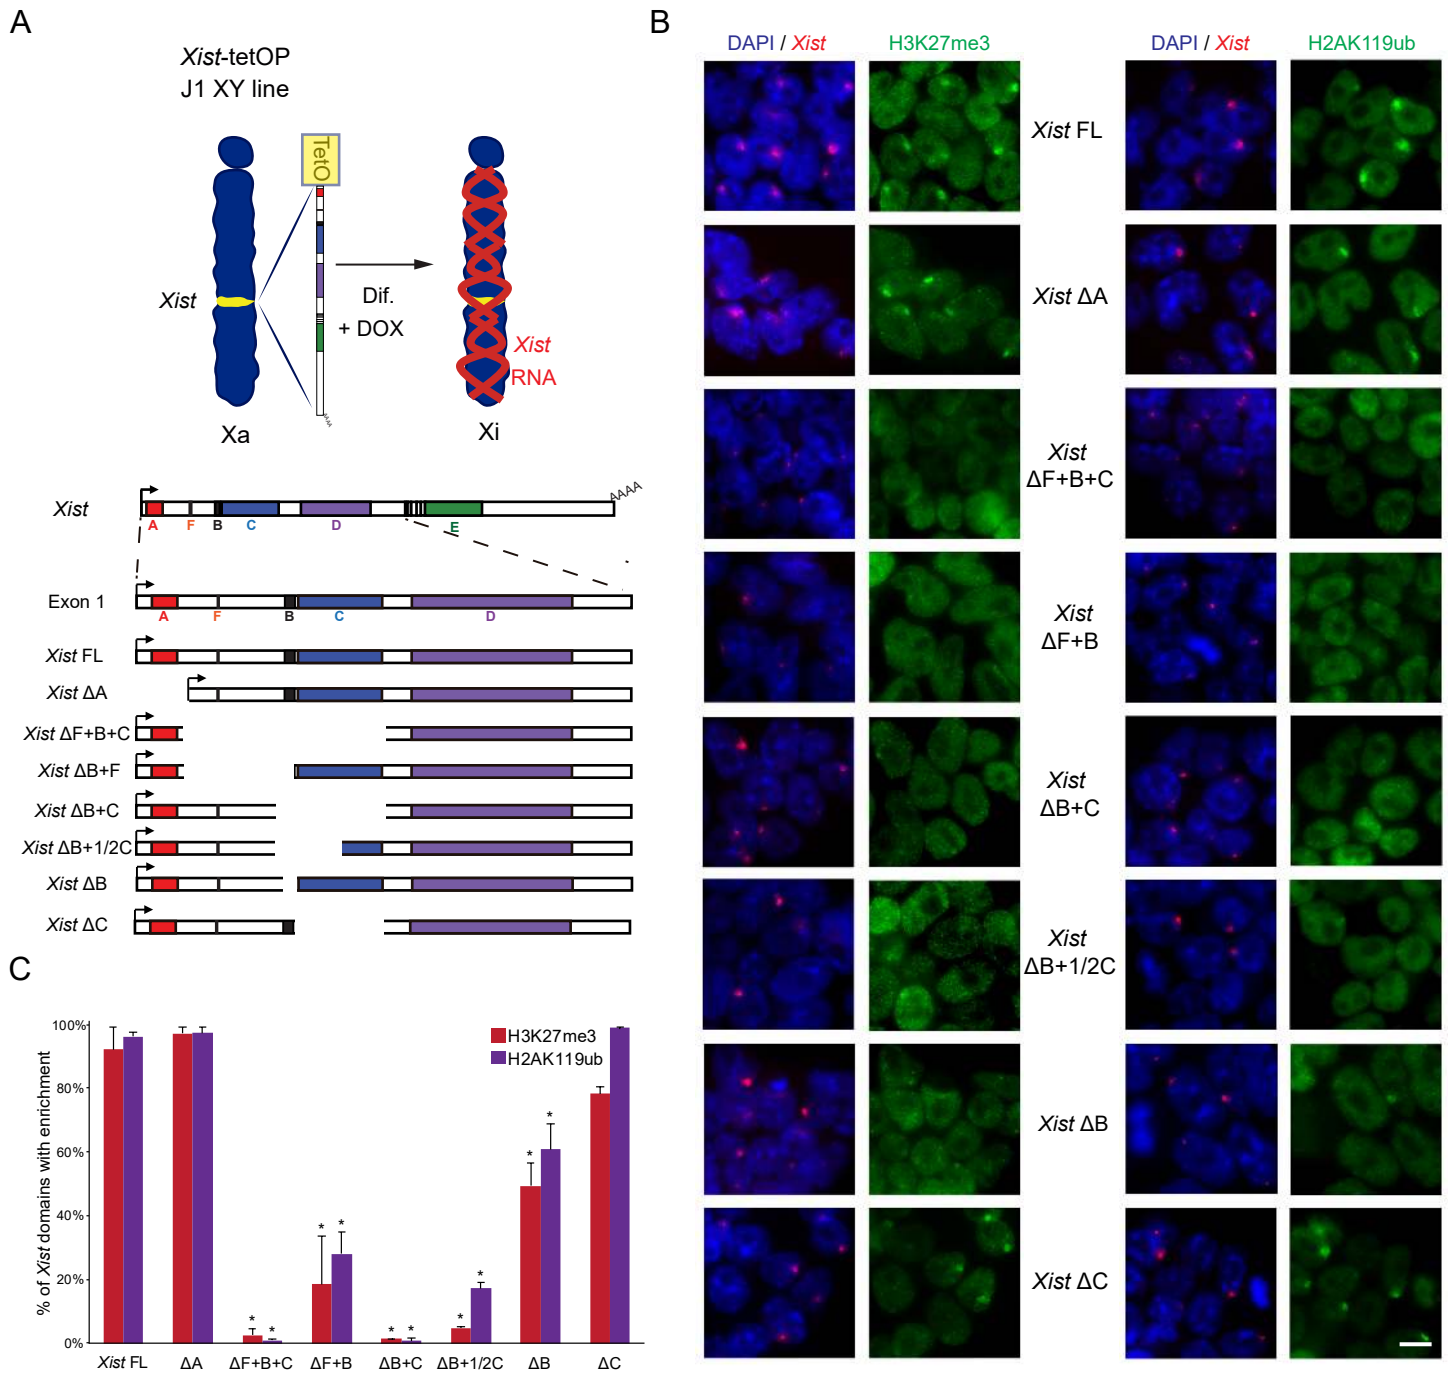 A
Xist-tetOP
J1 XY line
TetO
Xist
Dif.
+ DOX
Xist
RNA
AAAA
Xa
Xi
Xist
AAAA
A F B C D E
Exon 1
A F B C D
Xist FL
Xist ΔA
Xist ΔF+B+C
Xist ΔB+F
Xist ΔB+C
Xist ΔB+1/2C
Xist ΔB
Xist ΔC
B
DAPI / Xist
H3K27me3
DAPI / Xist
H2AK119ub
Xist FL
Xist ΔA
Xist
ΔF+B+C
Xist
ΔF+B
Xist
ΔB+C
Xist
ΔB+1/2C
Xist ΔB
Xist ΔC
C
% of Xist domains with enrichment
100%
80%
60%
40%
20%
0%
H3K27me3
H2AK119ub
* * * * * * * * * *
Xist FL ΔA ΔF+B+C ΔF+B ΔB+C ΔB+1/2C ΔB ΔC